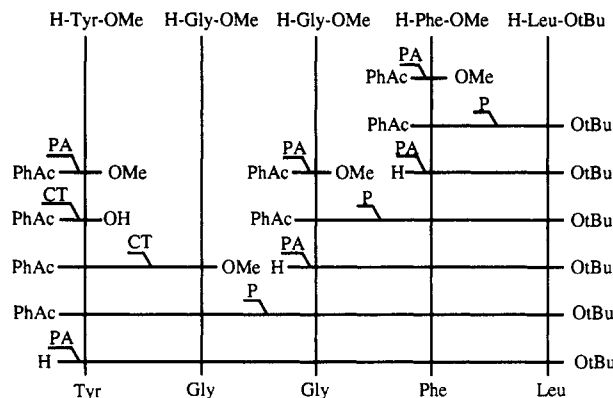 H-Tyr-OMe H-Gly-OMe H-Gly-OMe H-Phe-OMe H-Leu-OtBu
PA
PhAc OMe
P
PhAc OtBu
PA PA PA
PhAc OMe PhAc OMe H OtBu
CT P
PhAc OH PhAc OtBu
CT PA
PhAc OMe H OtBu
P
PhAc OtBu
PA
H OtBu
Tyr Gly Gly Phe Leu